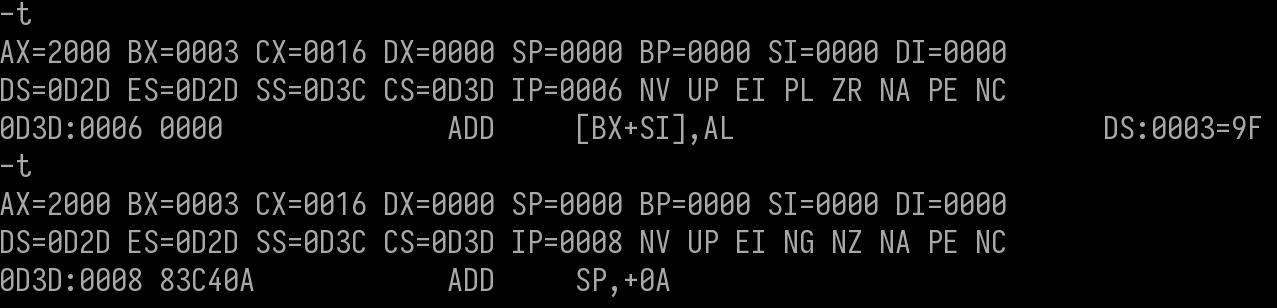 -t
AX=2000 BX=0003 CX=0016 DX=0000 SP=0000 BP=0000 SI=0000 DI=0000
DS=0D2D ES=0D2D SS=0D3C CS=0D3D IP=0006 NV UP EI PL ZR NA PE NC
0D3D:0006 0000 ADD [BX+SI],AL DS:0003=9F
-t
AX=2000 BX=0003 CX=0016 DX=0000 SP=0000 BP=0000 SI=0000 DI=0000
DS=0D2D ES=0D2D SS=0D3C CS=0D3D IP=0008 NV UP EI NG NZ NA PE NC
0D3D:0008 83C40A ADD SP,+0A